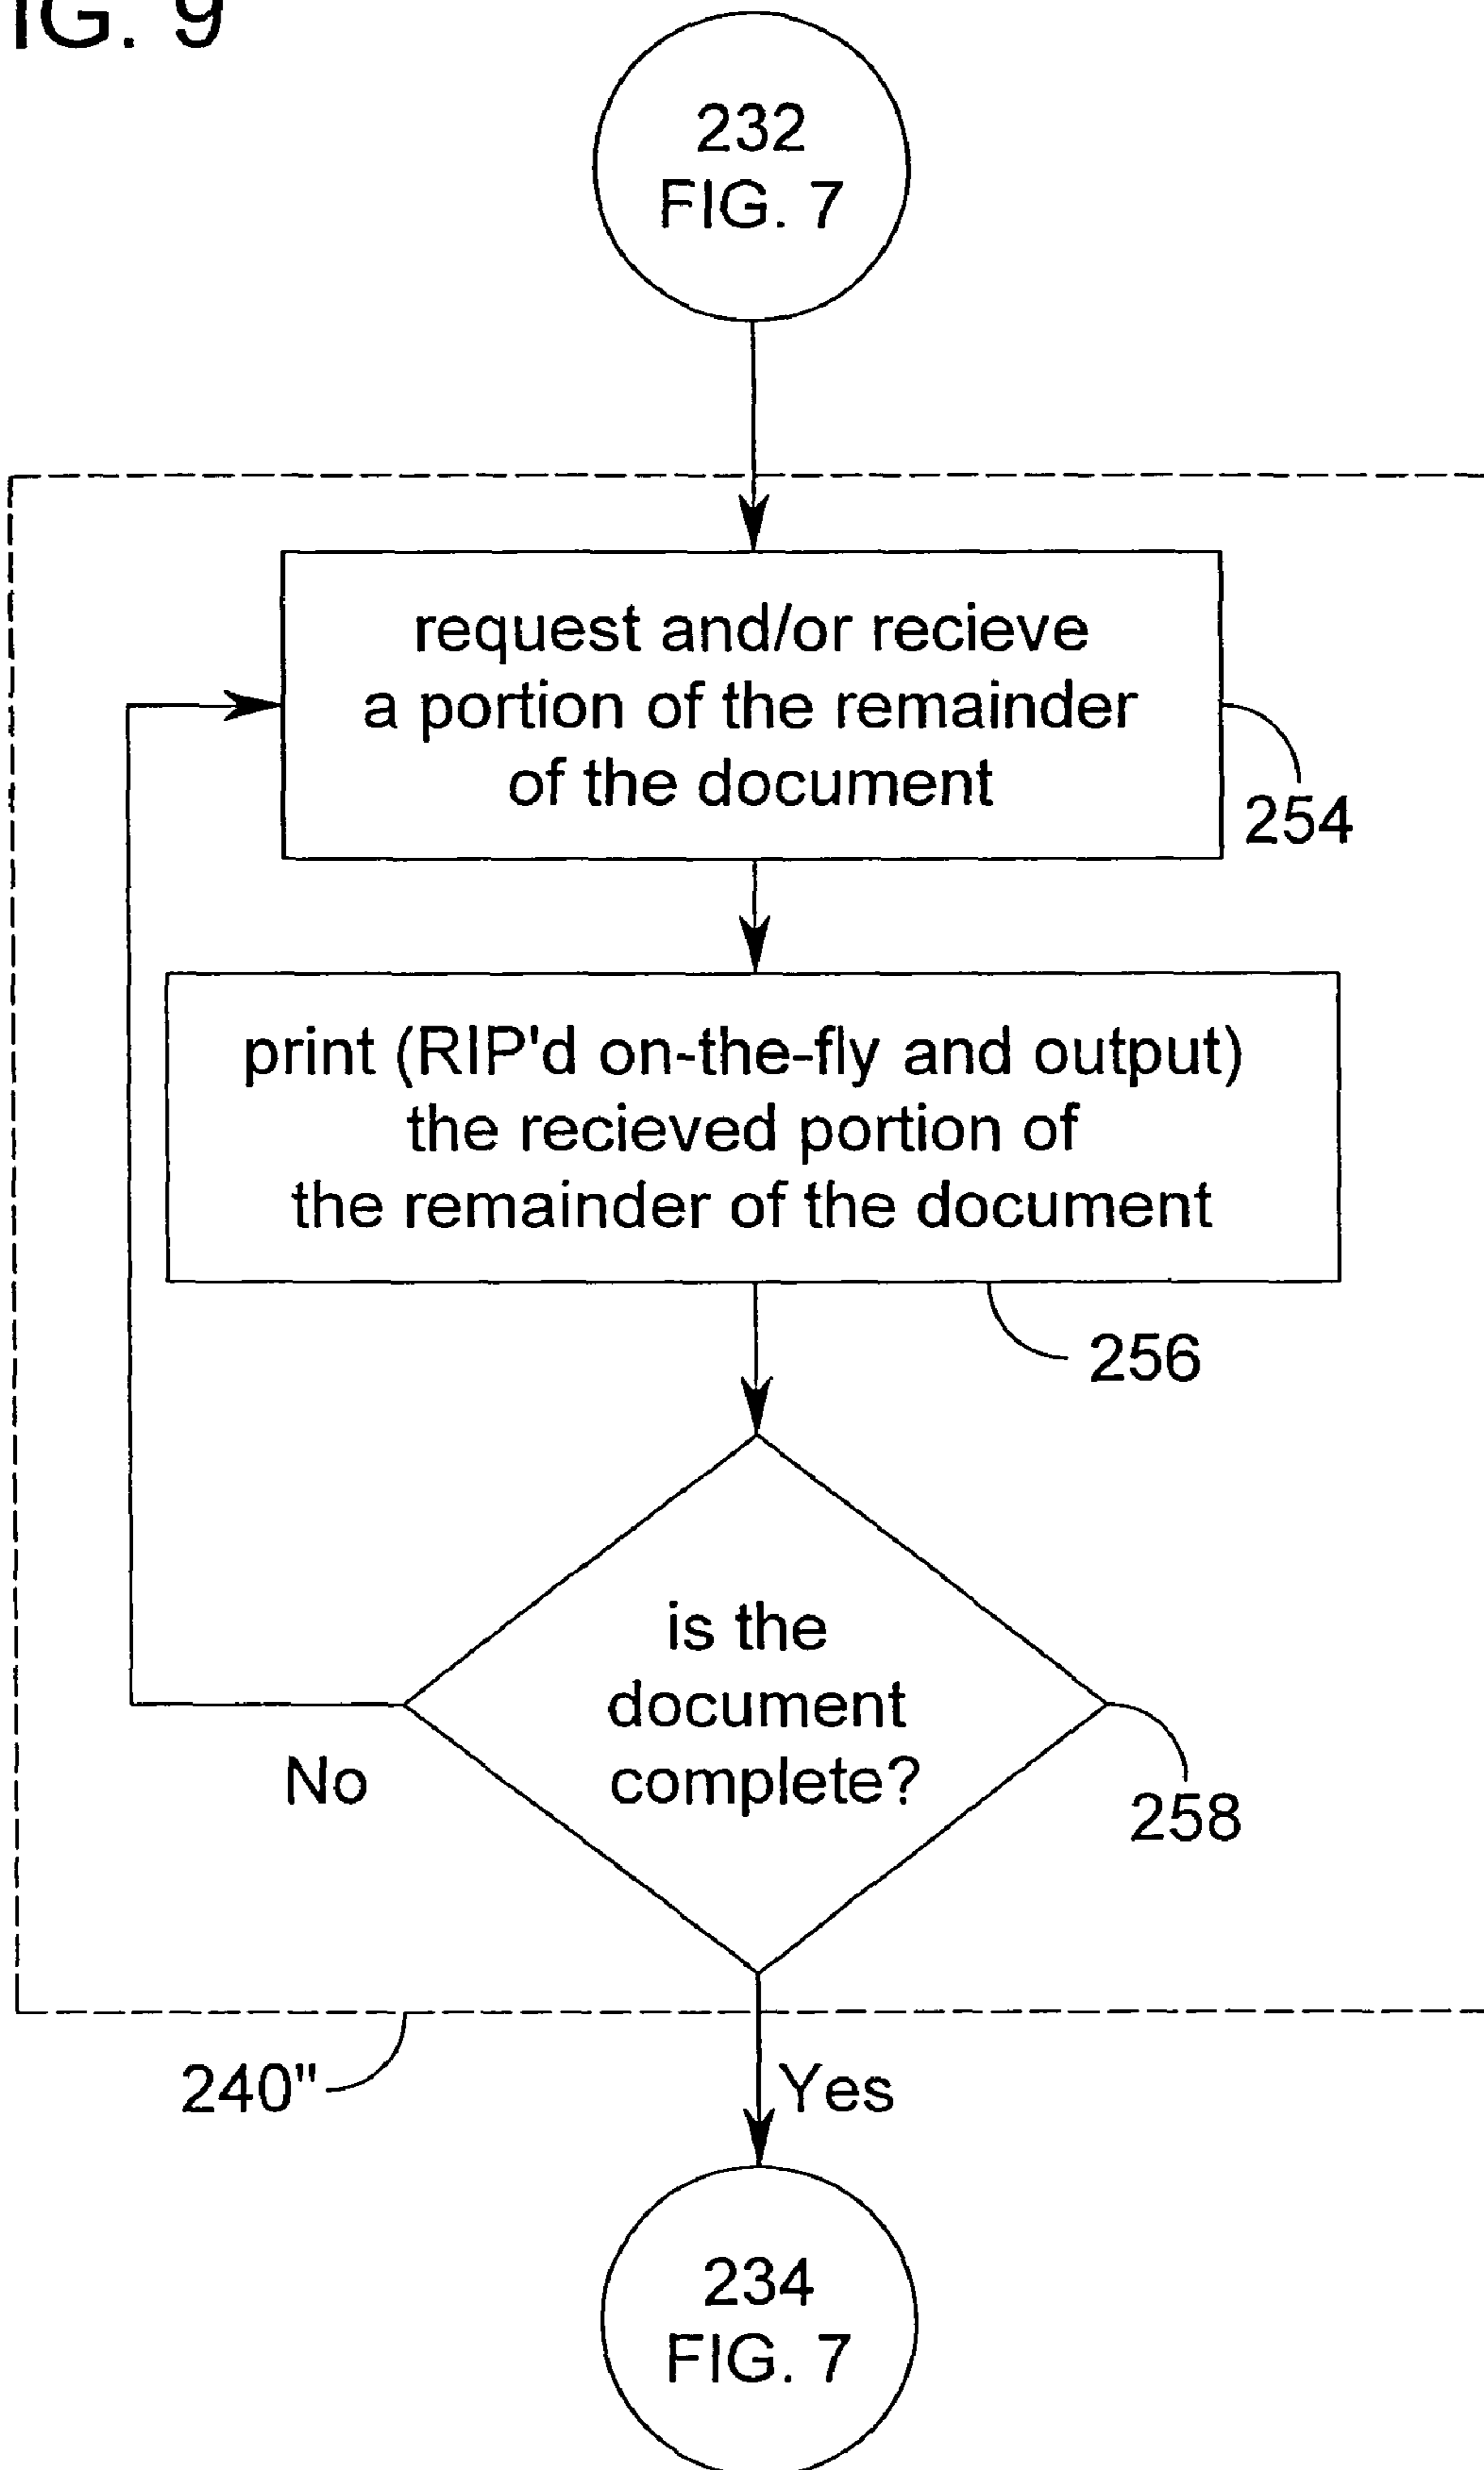 IG. 9
232
FIG. 7
request and/or recieve
a portion of the remainder
of the document
254
print (RIP'd on-the-fly and output)
the recieved portion of
the remainder of the document
256
is the
document
complete?
No
258
240"
Yes
234
FIG. 7